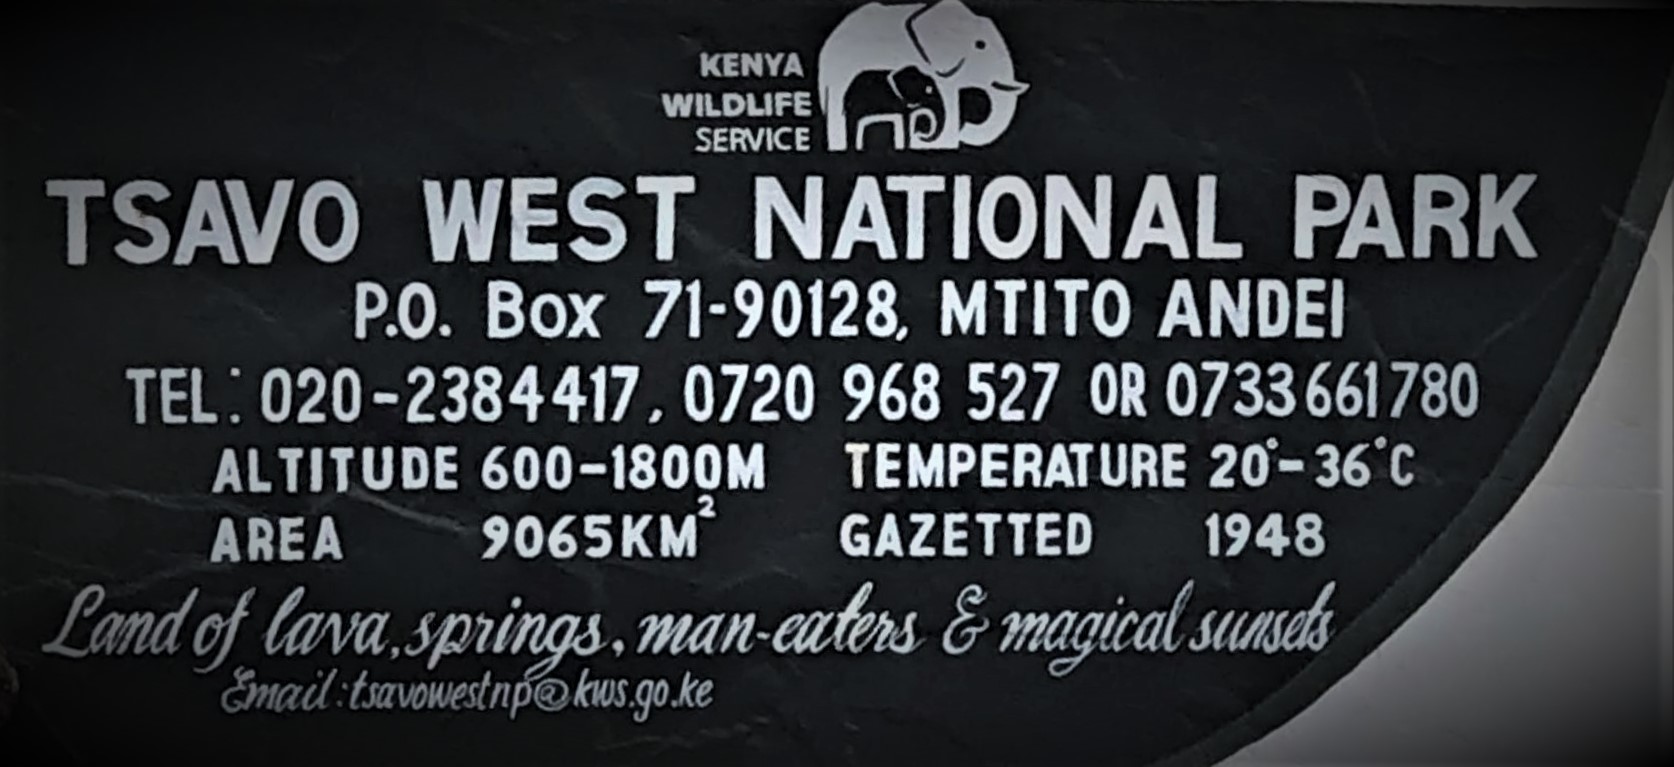 KENYA
WILDLIFE
SERVICE
TSAVO WEST NATIONAL PARK
P.O. Box 71-90128, MTITO ANDEI
TEL: 020-2384417, 0720 968 527 OR 0733661780
ALTITUDE 600-1800M TEMPERATURE 20°-36°C
AREA 9065KM² GAZETTED 1948
Land of lava, springs, man-eaters & magical sunsets
Email: tsavowestnp@kws.go.ke